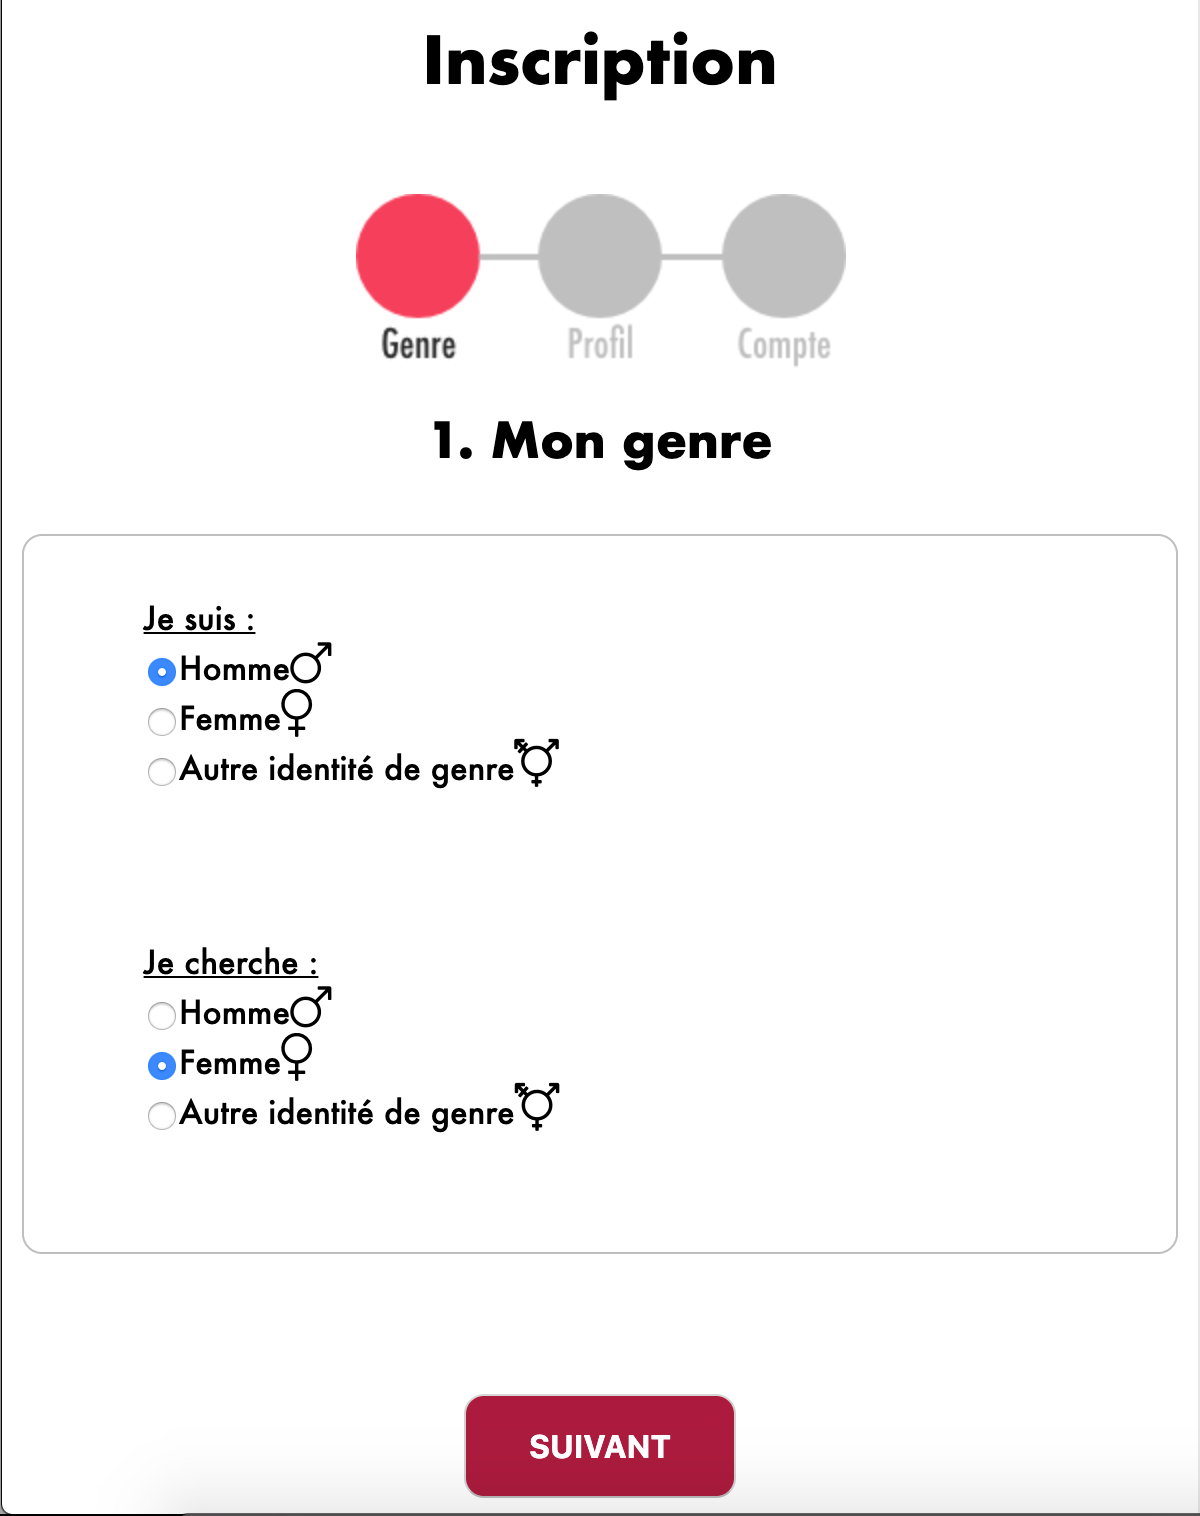 Inscription
Genre Profil Compte
1. Mon genre
Je suis :
Homme♂
Femme♀
Autre identité de genre⚧
Je cherche :
Homme♂
Femme♀
Autre identité de genre⚧
SUIVANT